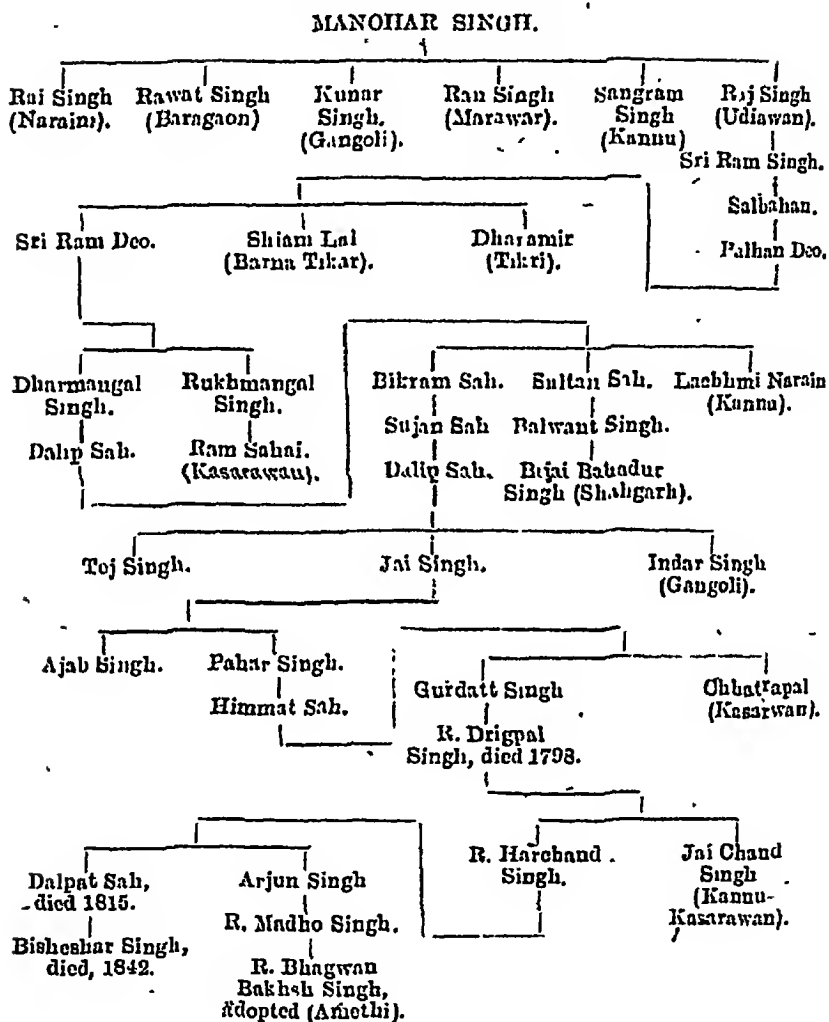 MANOHAR SINGH.
Rai Singh Rawat Singh Kunar Ran Singh Sangram Raj Singh
(Naraini). (Baragaon) Singh. (Marawar). Singh (Udiawan).
(Gangoli). (Kannu)
Sri Ram Singh.
Salbahan.
Sri Ram Deo. Shiam Lal Dharamir Palhan Deo.
(Barna Tikar). (Tikri).
Dharmangal Rukhmangal Bikram Sah. Sultan Sah. Lachhmi Narain
Singh. Singh. (Kannu).
Sujan Sah Balwant Singh.
Dalip Sah. Ram Sahai. Dalip Sah. Bijai Bahadur
(Kasarawan). Singh (Shahgarh).
Tej Singh. Jai Singh. Indar Singh
(Gangoli).
Ajab Singh. Pahar Singh. Gurdatt Singh Chhatrapal
Himmat Sah. (Kasarwan).
R. Drigpal
Singh, died 1798.
R. Harchand Jai Chand
Singh. Singh
(Kannu-
Kasarawan).
Dalpat Sah, Arjun Singh
died 1815.
R. Madho Singh.
Bisheshar Singh,
died, 1842. R. Bhagwan
Bakhsh Singh,
adopted (Amethi).